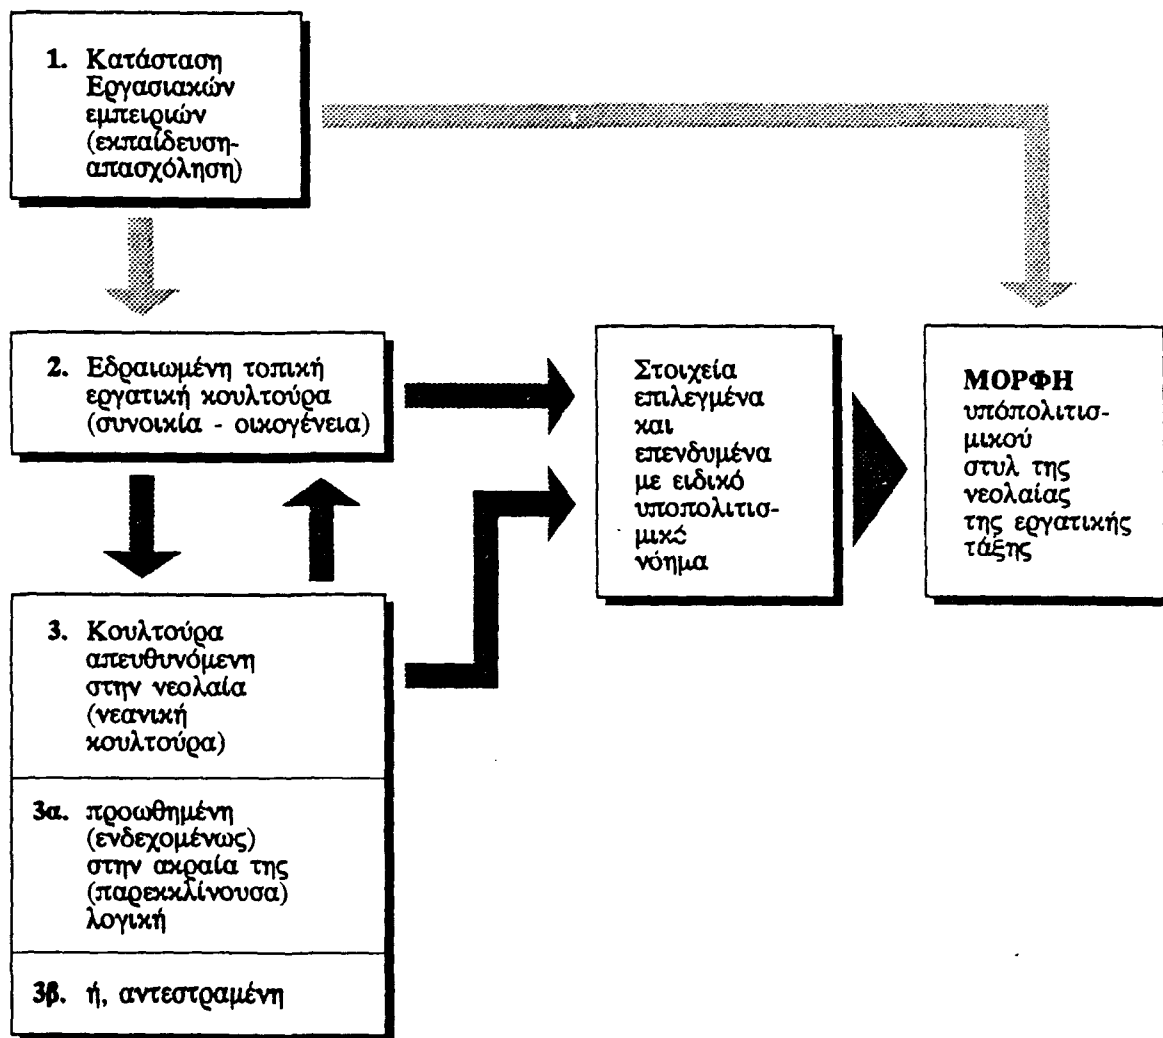 1. Κατάσταση
Εργασιακών
εμπειριών
(εκπαίδευση-
απασχόληση)
2. Εδραιωμένη τοπική
εργατική κουλτούρα
(συνοικία - οικογένεια)
3. Κουλτούρα
απευθυνόμενη
στην νεολαία
(νεανική
κουλτούρα)
3α. προωθημένη
(ενδεχομένως)
στην ακραία της
(παρεκκλίνουσα)
λογική
3β. ή, αντεστραμένη
Στοιχεία
επιλεγμένα
και
επενδυμένα
με ειδικό
υποπολιτισ-
μικό
νόημα
ΜΟΡΦΗ
υπόπολιτισ-
μικού
στυλ της
νεολαίας
της εργατικής
τάξης